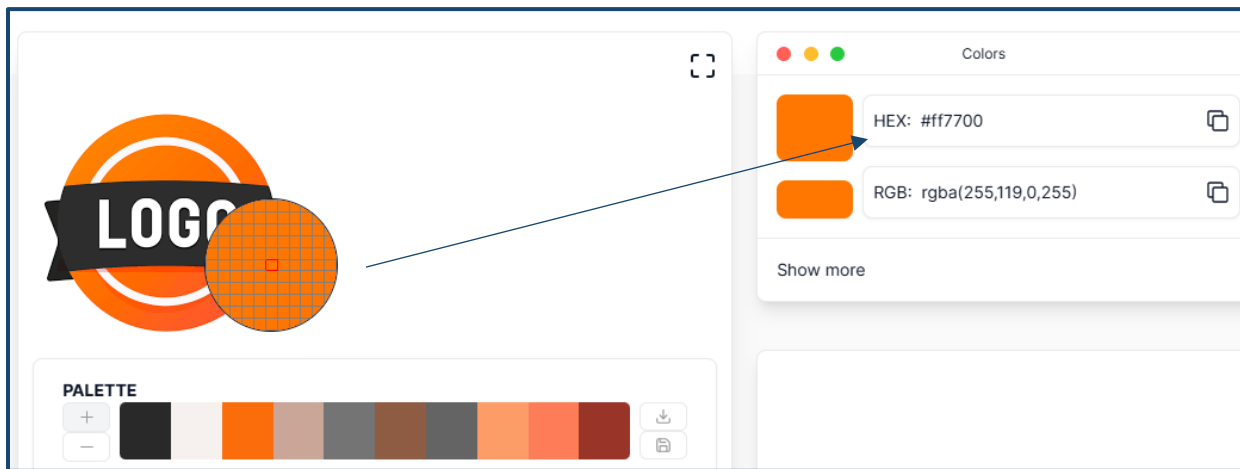 LOGO
PALETTE
Colors
HEX: #ff7700
RGB: rgba(255,119,0,255)
Show more